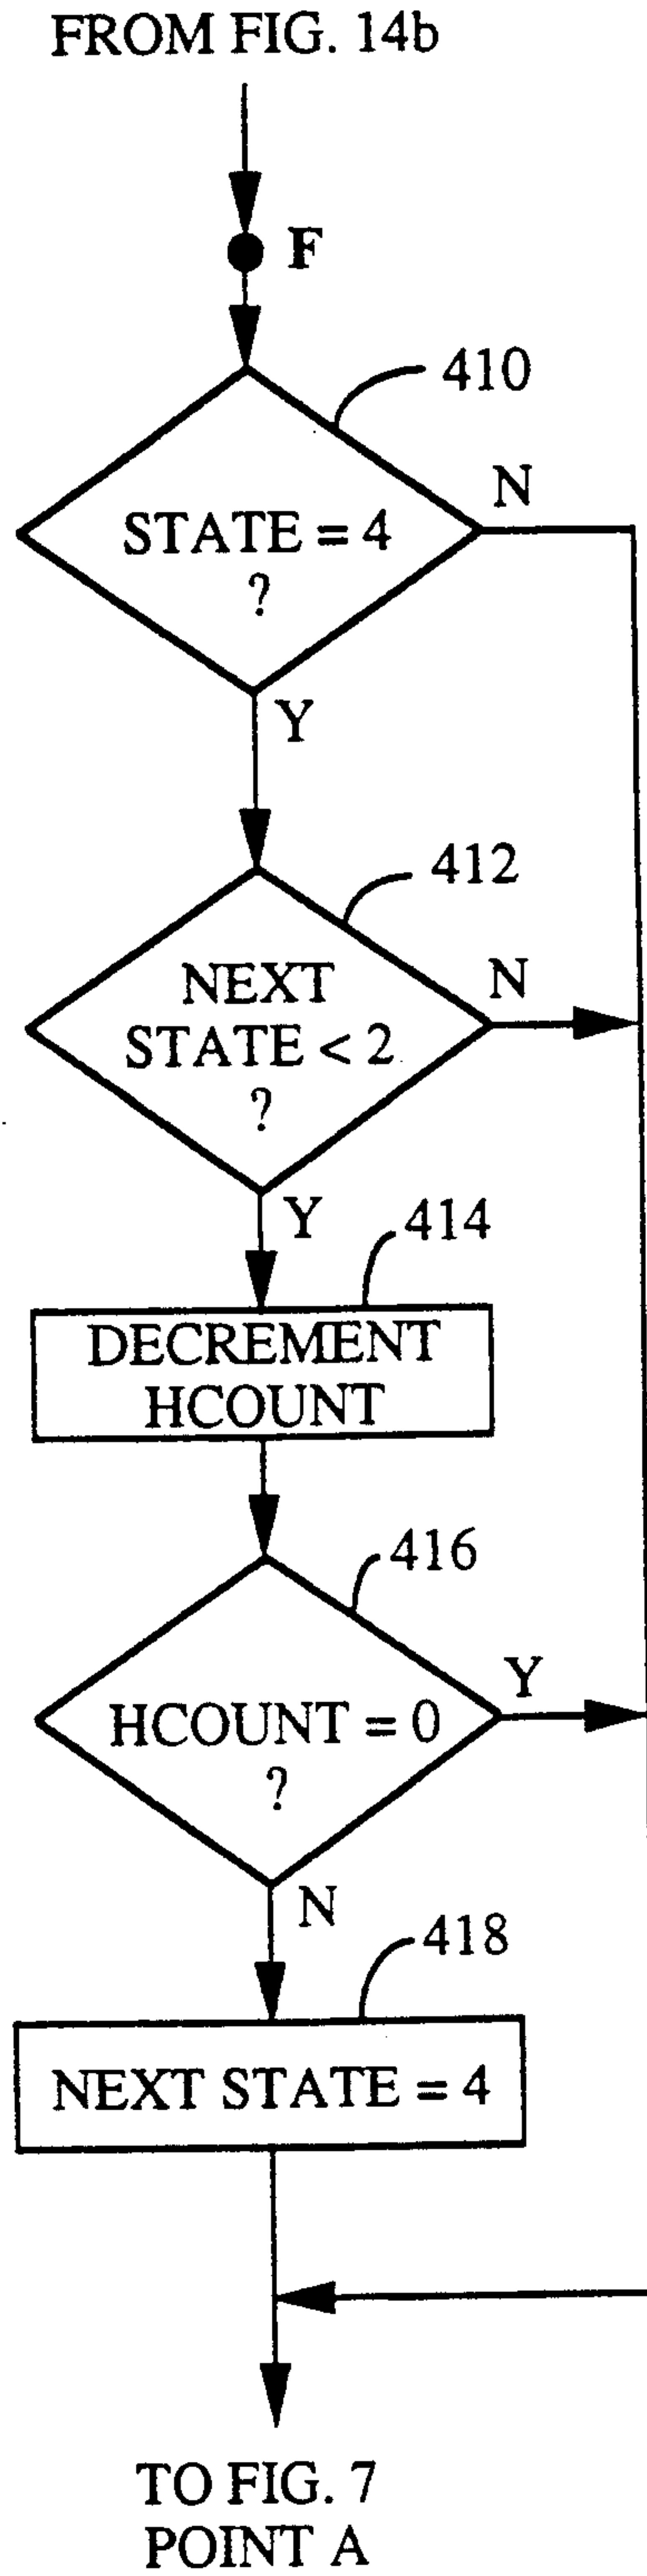 FROM FIG. 14b
F
410
N
STATE = 4
?
Y
412
NEXT
N
STATE < 2
?
Y
414
DECREMENT
HCOUNT
416
Y
HCOUNT = 0
?
N
418
NEXT STATE = 4
TO FIG. 7
POINT A